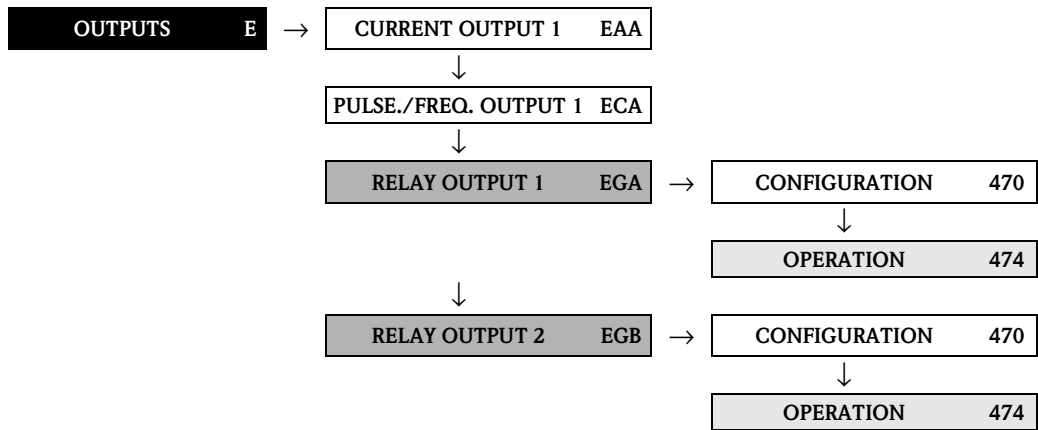 OUTPUTS E → CURRENT OUTPUT 1 EAA
↓
PULSE./FREQ. OUTPUT 1 ECA
↓
RELAY OUTPUT 1 EGA → CONFIGURATION 470
↓
OPERATION 474
↓
RELAY OUTPUT 2 EGB → CONFIGURATION 470
↓
OPERATION 474